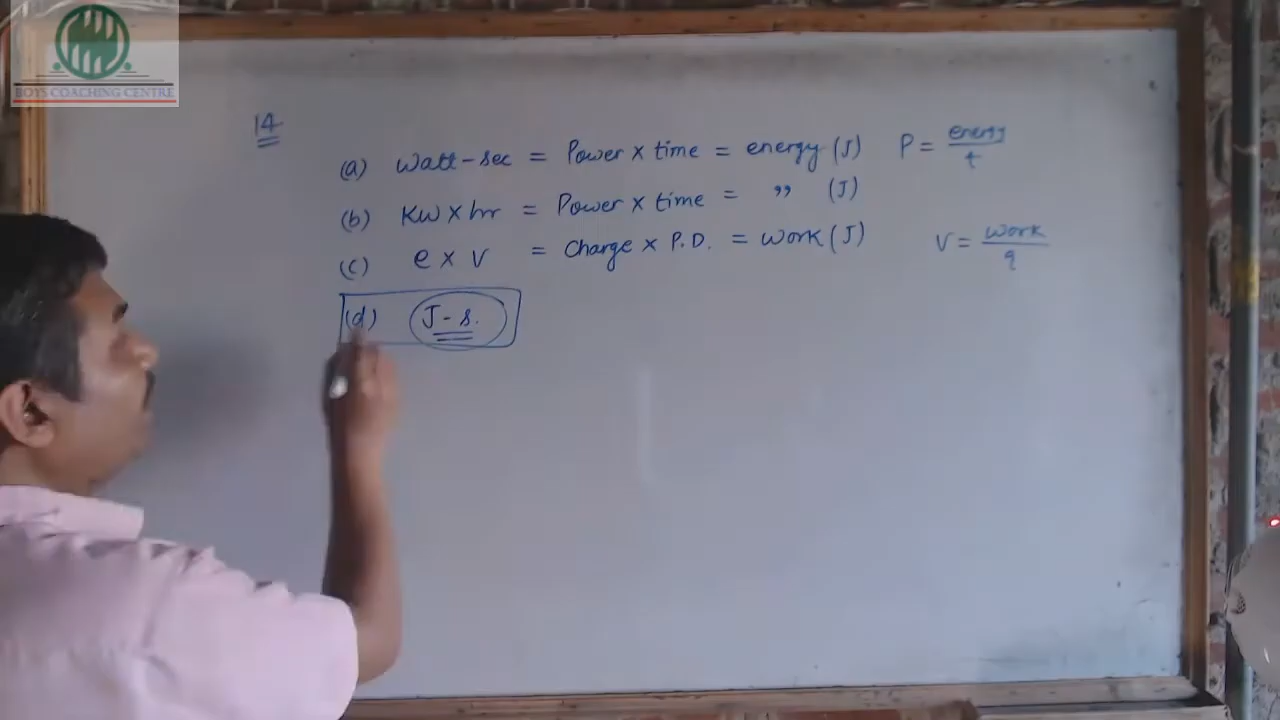 BOYS COACHING CENTRE
14
(a) Watt-sec = Power × time = energy (J) P = energy / t
(b) KW × hr = Power × time = ,, (J)
(c) e × V = Charge × P.D. = work (J) V = work / q
(d) J-s.